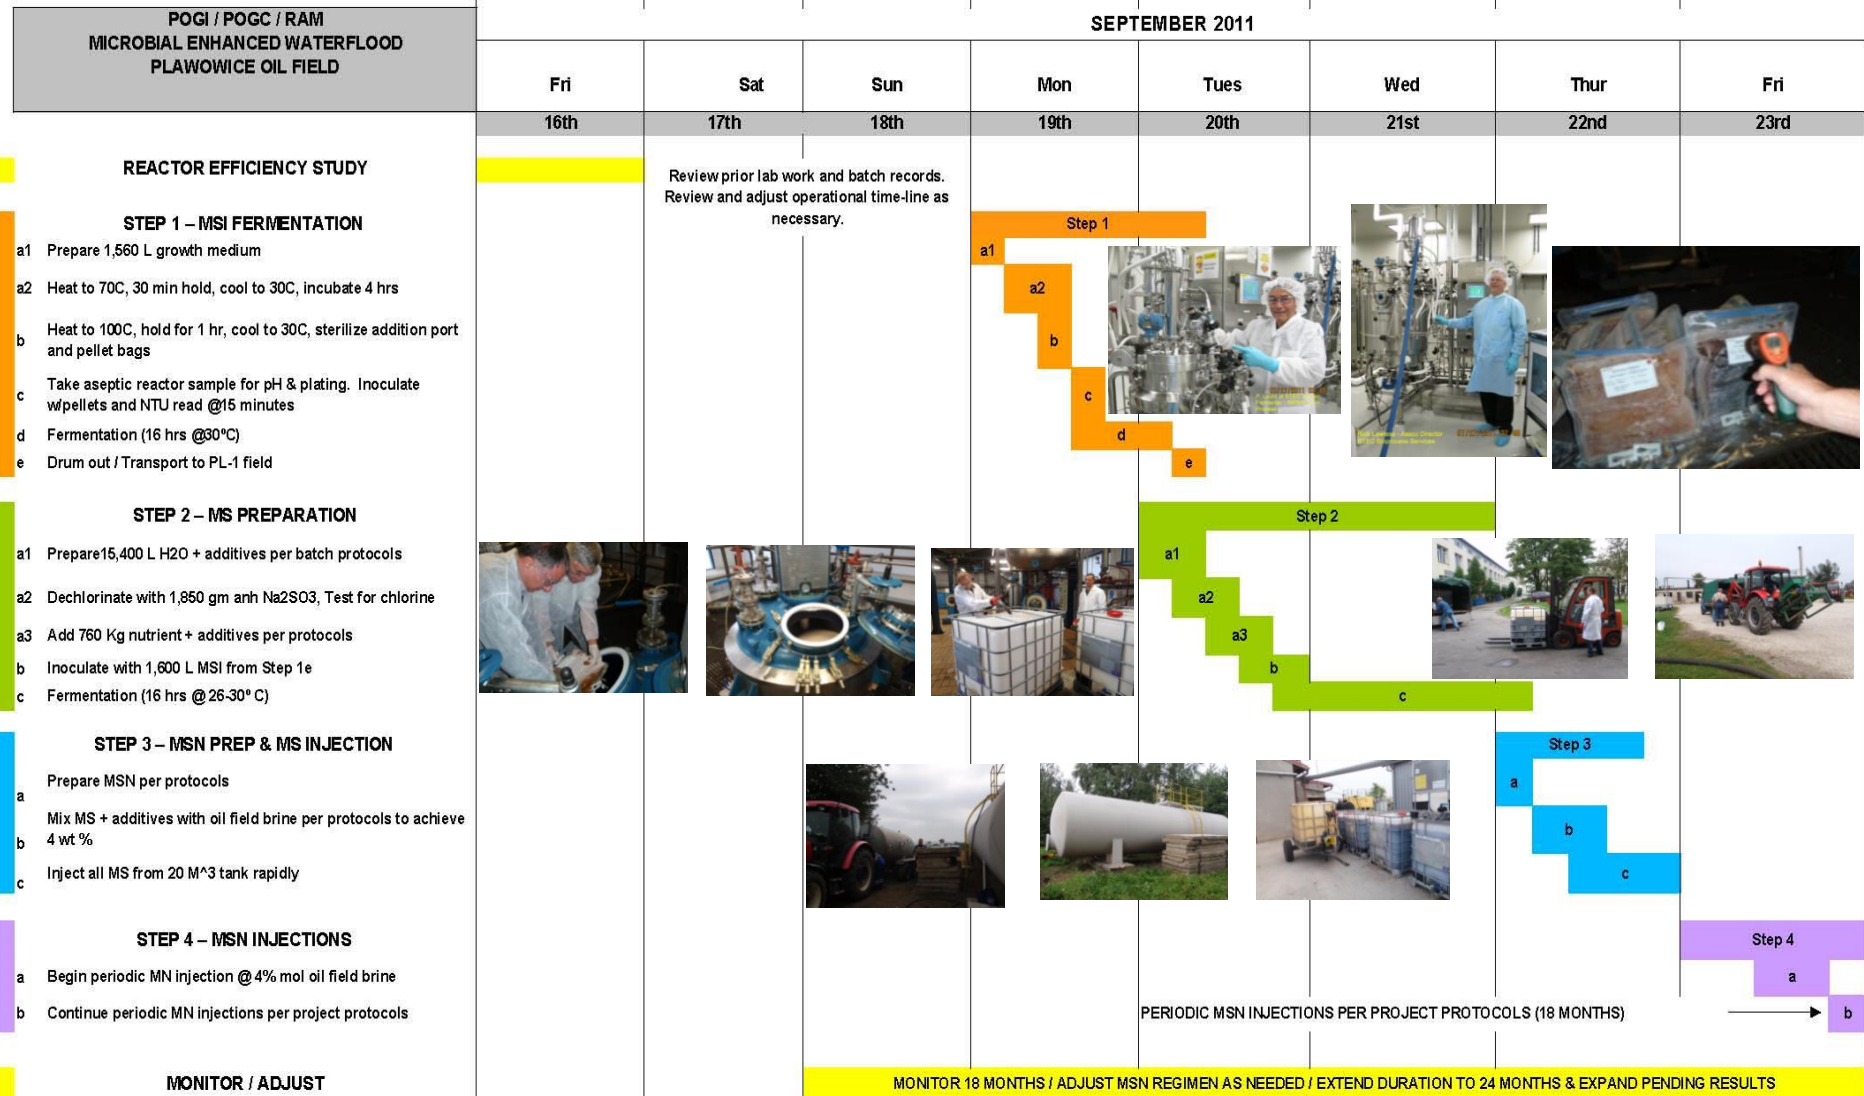 POGI / POGC / RAM
MICROBIAL ENHANCED WATERFLOOD
PLAWOWICE OIL FIELD
SEPTEMBER 2011
Fri Sat Sun Mon Tues Wed Thur Fri
16th 17th 18th 19th 20th 21st 22nd 23rd
REACTOR EFFICIENCY STUDY
Review prior lab work and batch records.
Review and adjust operational time-line as
necessary.
STEP 1 – MSI FERMENTATION
Step 1
a1 Prepare 1,560 L growth medium
a1
a2 Heat to 70C, 30 min hold, cool to 30C, incubate 4 hrs
a2
b Heat to 100C, hold for 1 hr, cool to 30C, sterilize addition port
and pellet bags
b
c Take aseptic reactor sample for pH & plating. Inoculate
w/pellets and NTU read @15 minutes
c
d Fermentation (16 hrs @30ºC)
d
e Drum out / Transport to PL-1 field
e
STEP 2 – MS PREPARATION
Step 2
a1 Prepare15,400 L H2O + additives per batch protocols
a1
a2 Dechlorinate with 1,850 gm anh Na2SO3, Test for chlorine
a2
a3 Add 760 Kg nutrient + additives per protocols
a3
b Inoculate with 1,600 L MSI from Step 1e
b
c Fermentation (16 hrs @ 26-30º C)
c
STEP 3 – MSN PREP & MS INJECTION
Step 3
a Prepare MSN per protocols
a
b Mix MS + additives with oil field brine per protocols to achieve
4 wt %
b
c Inject all MS from 20 M^3 tank rapidly
c
STEP 4 – MSN INJECTIONS
Step 4
a Begin periodic MN injection @ 4% mol oil field brine
a
b Continue periodic MN injections per project protocols
PERIODIC MSN INJECTIONS PER PROJECT PROTOCOLS (18 MONTHS)
b
MONITOR / ADJUST
MONITOR 18 MONTHS / ADJUST MSN REGIMEN AS NEEDED / EXTEND DURATION TO 24 MONTHS & EXPAND PENDING RESULTS